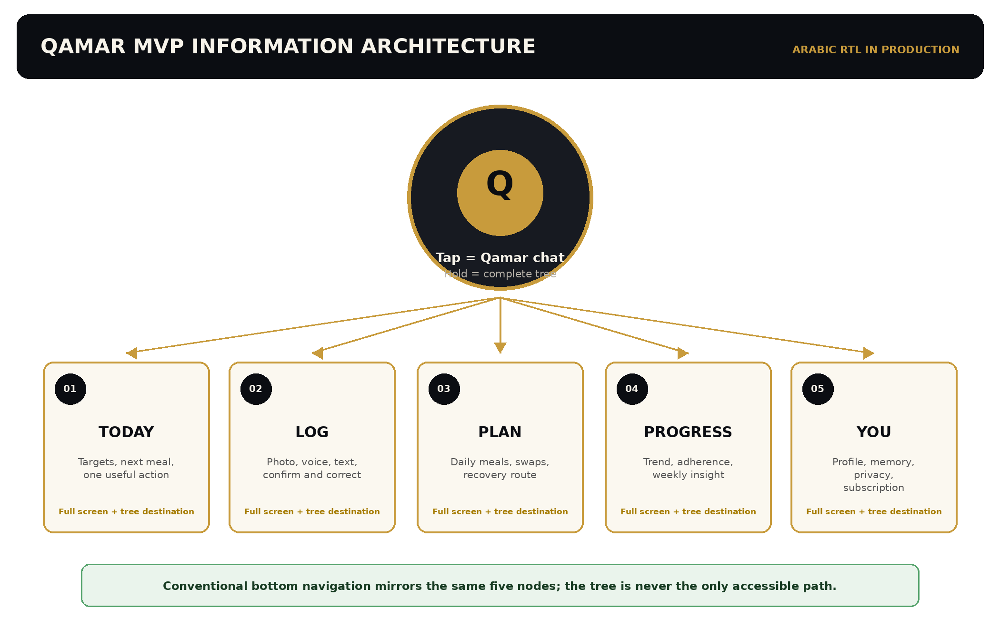 QAMAR MVP INFORMATION ARCHITECTURE
ARABIC RTL IN PRODUCTION
Q
Tap = Qamar chat
Hold = complete tree
01
TODAY
Targets, next meal,
one useful action
Full screen + tree destination
02
LOG
Photo, voice, text,
confirm and correct
Full screen + tree destination
03
PLAN
Daily meals, swaps,
recovery route
Full screen + tree destination
04
PROGRESS
Trend, adherence,
weekly insight
Full screen + tree destination
05
YOU
Profile, memory,
privacy,
subscription
Full screen + tree destination
Conventional bottom navigation mirrors the same five nodes; the tree is never the only accessible path.